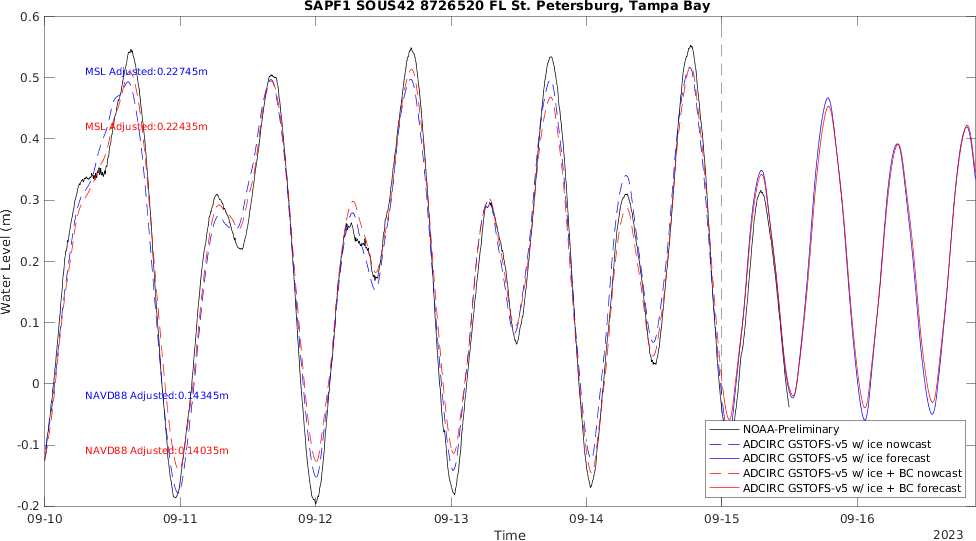 SAPF1 SOUS42 8726520 FL St. Petersburg, Tampa Bay
0.6
0.5
0.4
0.3
0.2
0.1
0
-0.1
-0.2
Water Level (m)
MSL Adjusted:0.22745m
MSL Adjusted:0.22435m
NAVD88 Adjusted:0.14345m
NAVD88 Adjusted:0.14035m
NOAA-Preliminary
ADCIRC GSTOFS-v5 w/ ice nowcast
ADCIRC GSTOFS-v5 w/ ice forecast
ADCIRC GSTOFS-v5 w/ ice + BC nowcast
ADCIRC GSTOFS-v5 w/ ice + BC forecast
09-10 09-11 09-12 09-13 09-14 09-15 09-16
Time
2023